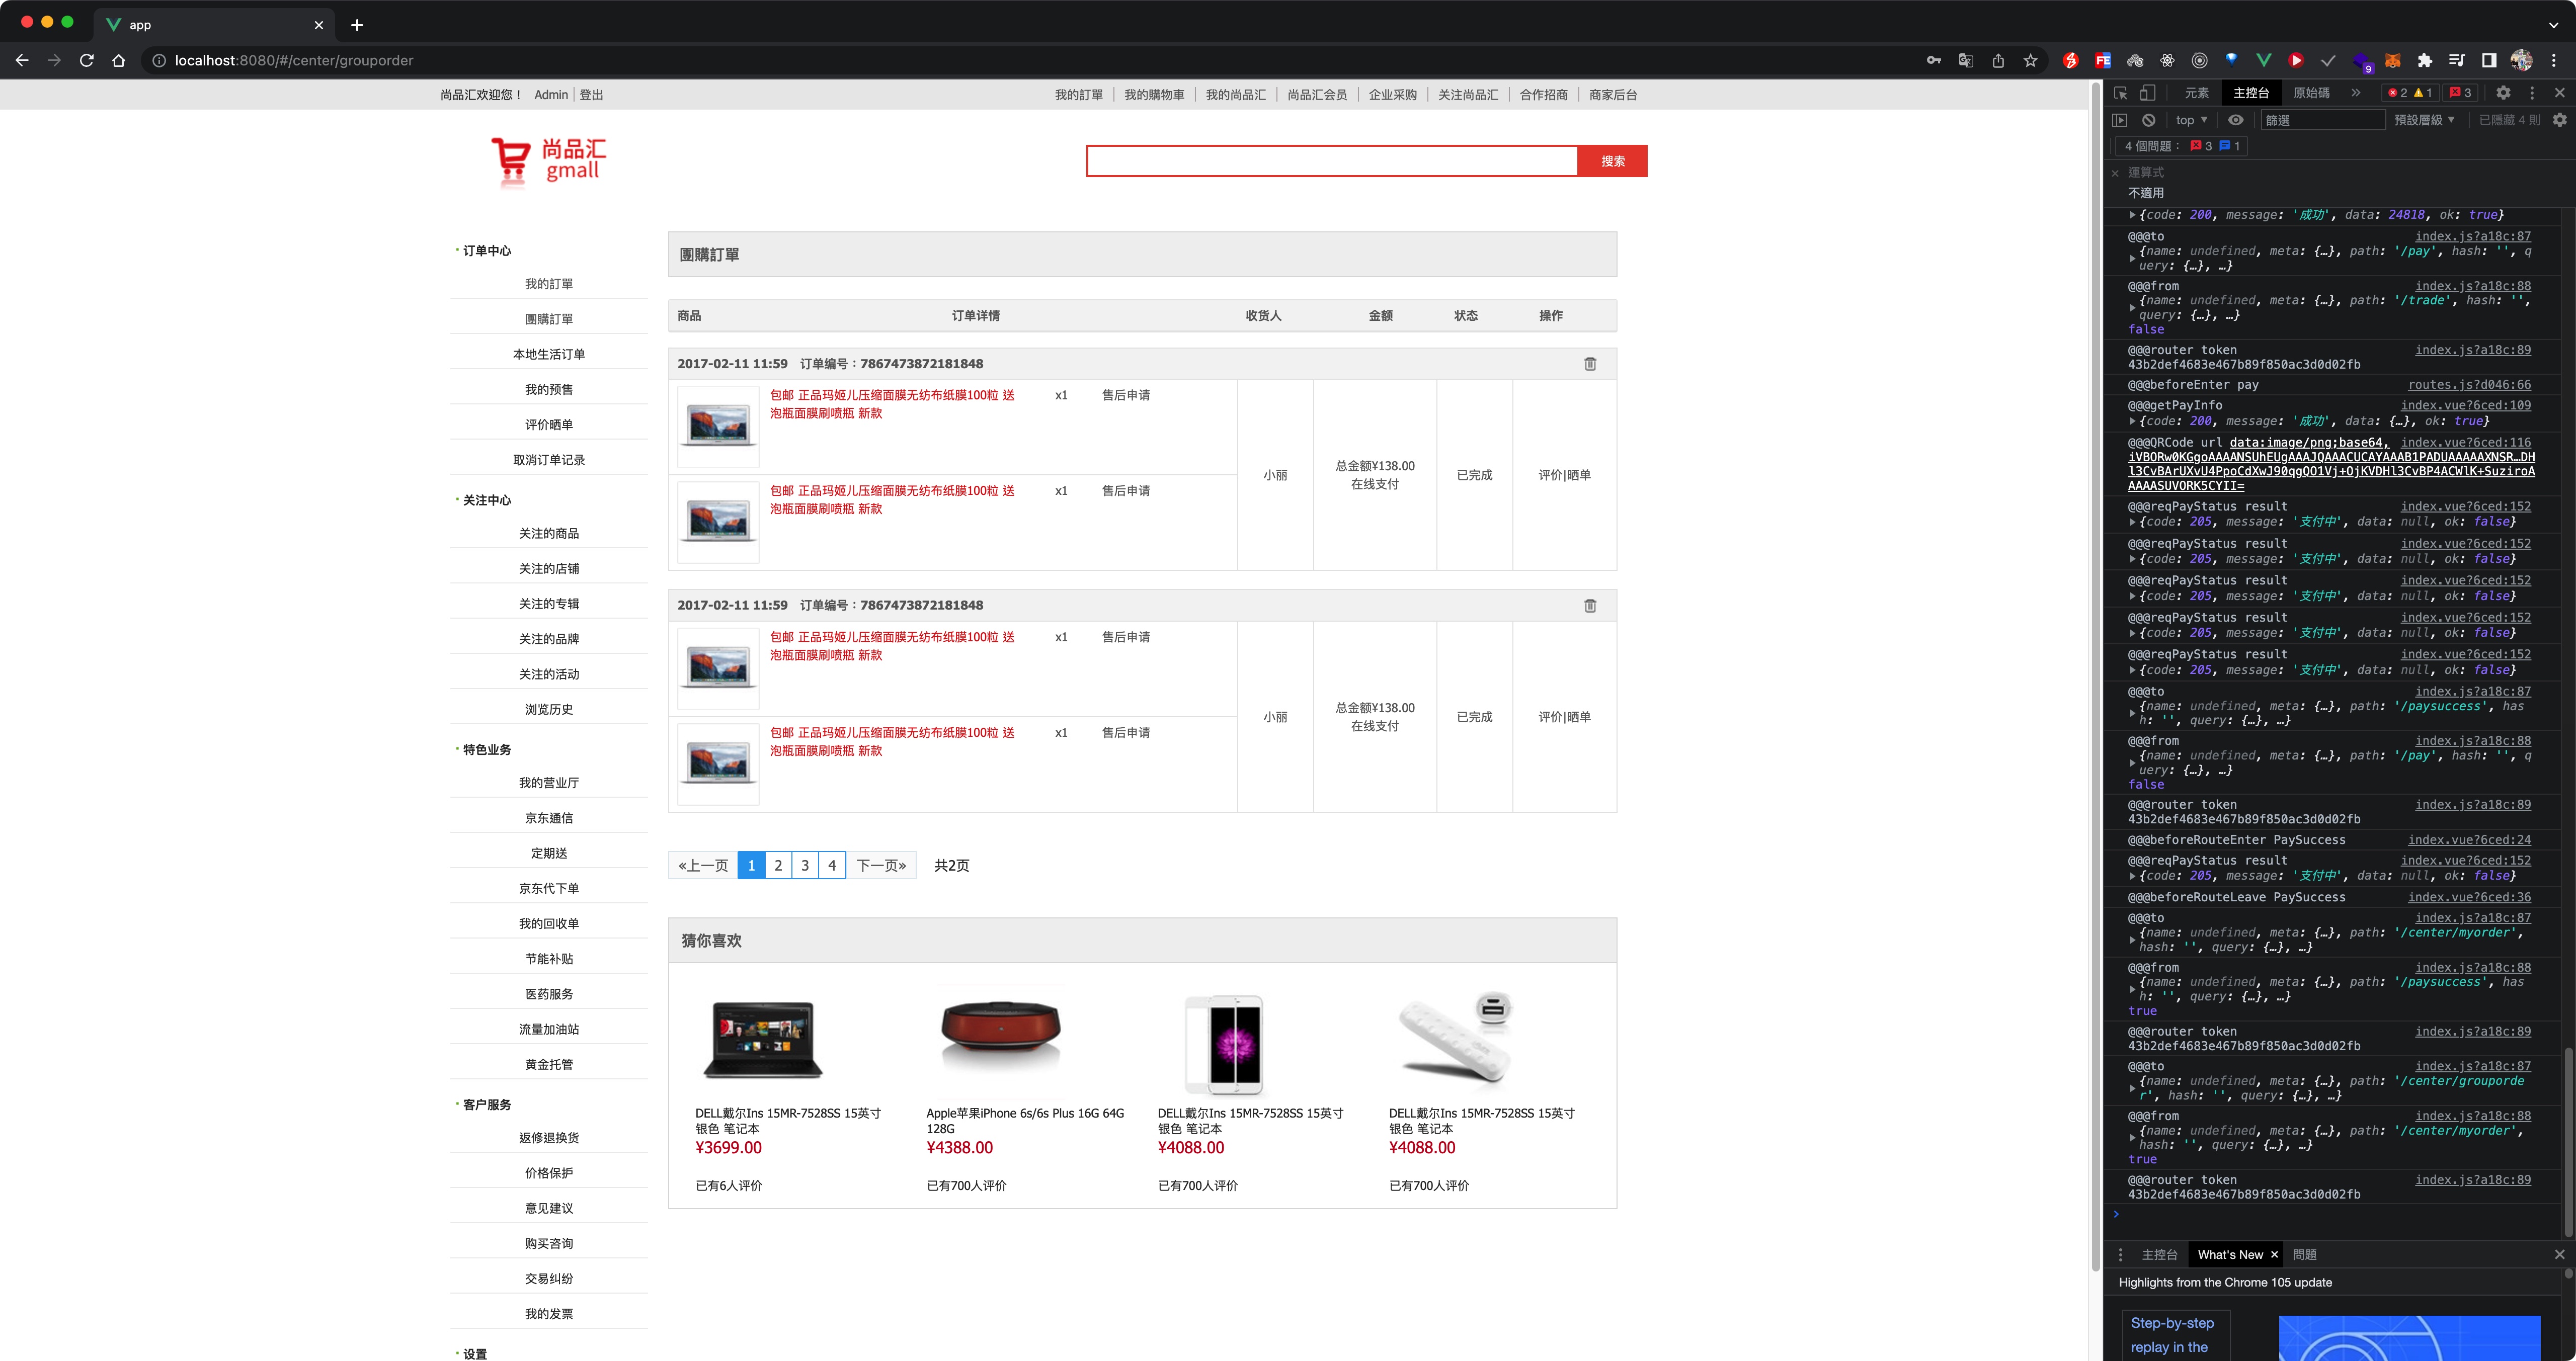 app
localhost:8080/#/center/grouporder
9
尚品汇欢迎您！ Admin 登出
我的訂單 我的購物車 我的尚品汇 尚品汇会员 企业采购 关注尚品汇 合作招商 商家后台
尚品汇
gmall
搜索
订单中心
我的訂單
團購訂單
本地生活订单
我的预售
评价晒单
取消订单记录
关注中心
关注的商品
关注的店铺
关注的专辑
关注的品牌
关注的活动
浏览历史
特色业务
我的营业厅
京东通信
定期送
京东代下单
我的回收单
节能补贴
医药服务
流量加油站
黄金托管
客户服务
返修退换货
价格保护
意见建议
购买咨询
交易纠纷
我的发票
设置
團購訂單
商品 订单详情 收货人 金额 状态 操作
2017-02-11 11:59 订单编号：7867473872181848
包邮 正品玛姬儿压缩面膜无纺布纸膜100粒 送 x1 售后申请
泡瓶面膜刷喷瓶 新款
包邮 正品玛姬儿压缩面膜无纺布纸膜100粒 送 x1 售后申请
泡瓶面膜刷喷瓶 新款
小丽
总金额¥138.00
在线支付
已完成
评价|晒单
2017-02-11 11:59 订单编号：7867473872181848
包邮 正品玛姬儿压缩面膜无纺布纸膜100粒 送 x1 售后申请
泡瓶面膜刷喷瓶 新款
包邮 正品玛姬儿压缩面膜无纺布纸膜100粒 送 x1 售后申请
泡瓶面膜刷喷瓶 新款
小丽
总金额¥138.00
在线支付
已完成
评价|晒单
«上一页 1 2 3 4 下一页» 共2页
猜你喜欢
DELL戴尔Ins 15MR-7528SS 15英寸
银色 笔记本
¥3699.00
已有6人评价
Apple苹果iPhone 6s/6s Plus 16G 64G
128G
¥4388.00
已有700人评价
DELL戴尔Ins 15MR-7528SS 15英寸
银色 笔记本
¥4088.00
已有700人评价
DELL戴尔Ins 15MR-7528SS 15英寸
银色 笔记本
¥4088.00
已有700人评价
元素 主控台 原始碼 » 2 1 3
top 篩選 預設層級 已隱藏 4 則
4 個問題： 3 1
運算式
不適用
{code: 200, message: '成功', data: 24818, ok: true}
@@@to index.js?a18c:87
{name: undefined, meta: {…}, path: '/pay', hash: '', q
uery: {…}, …}
@@@from index.js?a18c:88
{name: undefined, meta: {…}, path: '/trade', hash: '',
query: {…}, …}
false
@@@router token index.js?a18c:89
43b2def4683e467b89f850ac3d0d02fb
@@@beforeEnter pay routes.js?d046:66
@@@getPayInfo index.vue?6ced:109
{code: 200, message: '成功', data: {…}, ok: true}
@@@QRCode url data:image/png;base64, index.vue?6ced:116
iVBORw0KGgoAAAANSUhEUgAAAJQAAACUCAYAAAB1PADUAAAAAXNSR…DH
l3CvBArUXvU4PpoCdXwJ90qgQO1Vj+OjKVDHl3CvBP4ACWlK+SuziroA
AAAASUVORK5CYII=
@@@reqPayStatus result index.vue?6ced:152
{code: 205, message: '支付中', data: null, ok: false}
@@@reqPayStatus result index.vue?6ced:152
{code: 205, message: '支付中', data: null, ok: false}
@@@reqPayStatus result index.vue?6ced:152
{code: 205, message: '支付中', data: null, ok: false}
@@@reqPayStatus result index.vue?6ced:152
{code: 205, message: '支付中', data: null, ok: false}
@@@reqPayStatus result index.vue?6ced:152
{code: 205, message: '支付中', data: null, ok: false}
@@@to index.js?a18c:87
{name: undefined, meta: {…}, path: '/paysuccess', has
h: '', query: {…}, …}
@@@from index.js?a18c:88
{name: undefined, meta: {…}, path: '/pay', hash: '', q
uery: {…}, …}
false
@@@router token index.js?a18c:89
43b2def4683e467b89f850ac3d0d02fb
@@@beforeRouteEnter PaySuccess index.vue?6ced:24
@@@reqPayStatus result index.vue?6ced:152
{code: 205, message: '支付中', data: null, ok: false}
@@@beforeRouteLeave PaySuccess index.vue?6ced:36
@@@to index.js?a18c:87
{name: undefined, meta: {…}, path: '/center/myorder',
hash: '', query: {…}, …}
@@@from index.js?a18c:88
{name: undefined, meta: {…}, path: '/paysuccess', has
h: '', query: {…}, …}
true
@@@router token index.js?a18c:89
43b2def4683e467b89f850ac3d0d02fb
@@@to index.js?a18c:87
{name: undefined, meta: {…}, path: '/center/grouporde
r', hash: '', query: {…}, …}
@@@from index.js?a18c:88
{name: undefined, meta: {…}, path: '/center/myorder',
hash: '', query: {…}, …}
true
@@@router token index.js?a18c:89
43b2def4683e467b89f850ac3d0d02fb
主控台 What's New 問題
Highlights from the Chrome 105 update
Step-by-step
replay in the